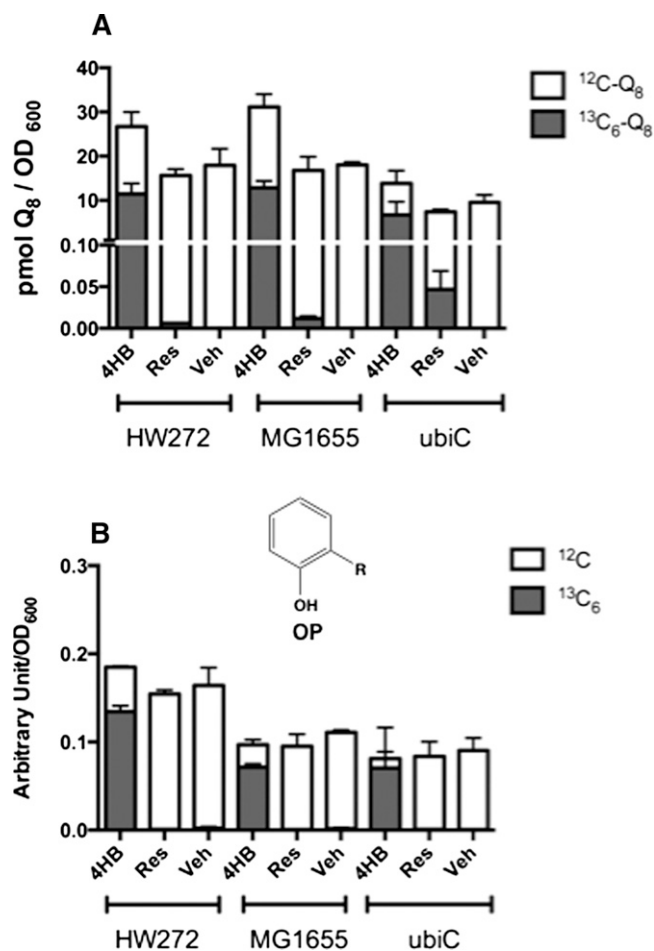 A
pmol Q8 / OD 600
40
30
20
10
0.10
0.05
0.00
12C-Q8
13C6-Q8
4HB Res Veh 4HB Res Veh 4HB Res Veh
HW272 MG1655 ubiC
B
Arbitrary Unit/OD600
0.3
0.2
0.1
0.0
R
OH
OP
12C
13C6
4HB Res Veh 4HB Res Veh 4HB Res Veh
HW272 MG1655 ubiC